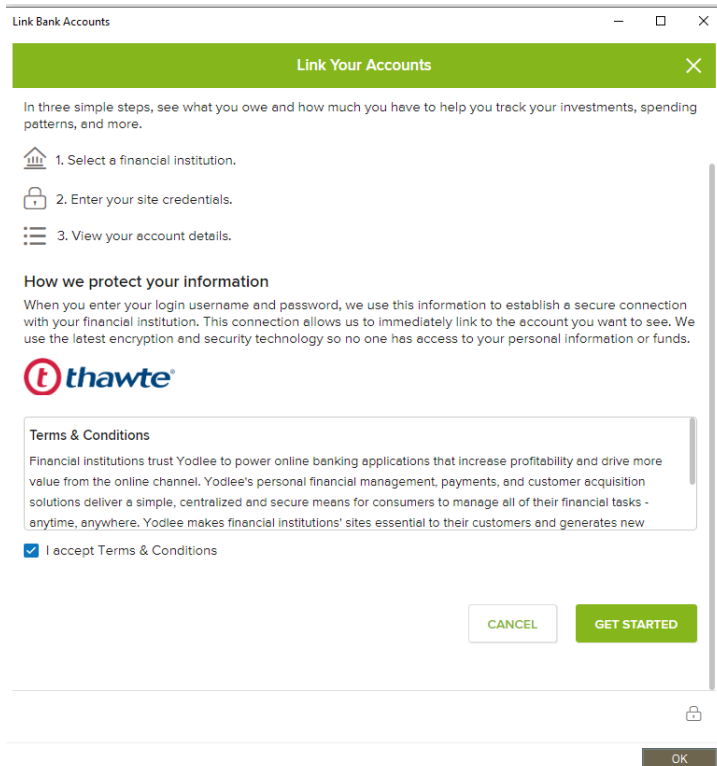 Link Bank Accounts
Link Your Accounts
In three simple steps, see what you owe and how much you have to help you track your investments, spending
patterns, and more.
1. Select a financial institution.
2. Enter your site credentials.
3. View your account details.
How we protect your information
When you enter your login username and password, we use this information to establish a secure connection
with your financial institution. This connection allows us to immediately link to the account you want to see. We
use the latest encryption and security technology so no one has access to your personal information or funds.
thawte®
Terms & Conditions
Financial institutions trust Yodlee to power online banking applications that increase profitability and drive more
value from the online channel. Yodlee's personal financial management, payments, and customer acquisition
solutions deliver a simple, centralized and secure means for consumers to manage all of their financial tasks -
anytime, anywhere. Yodlee makes financial institutions' sites essential to their customers and generates new
I accept Terms & Conditions
CANCEL
GET STARTED
OK